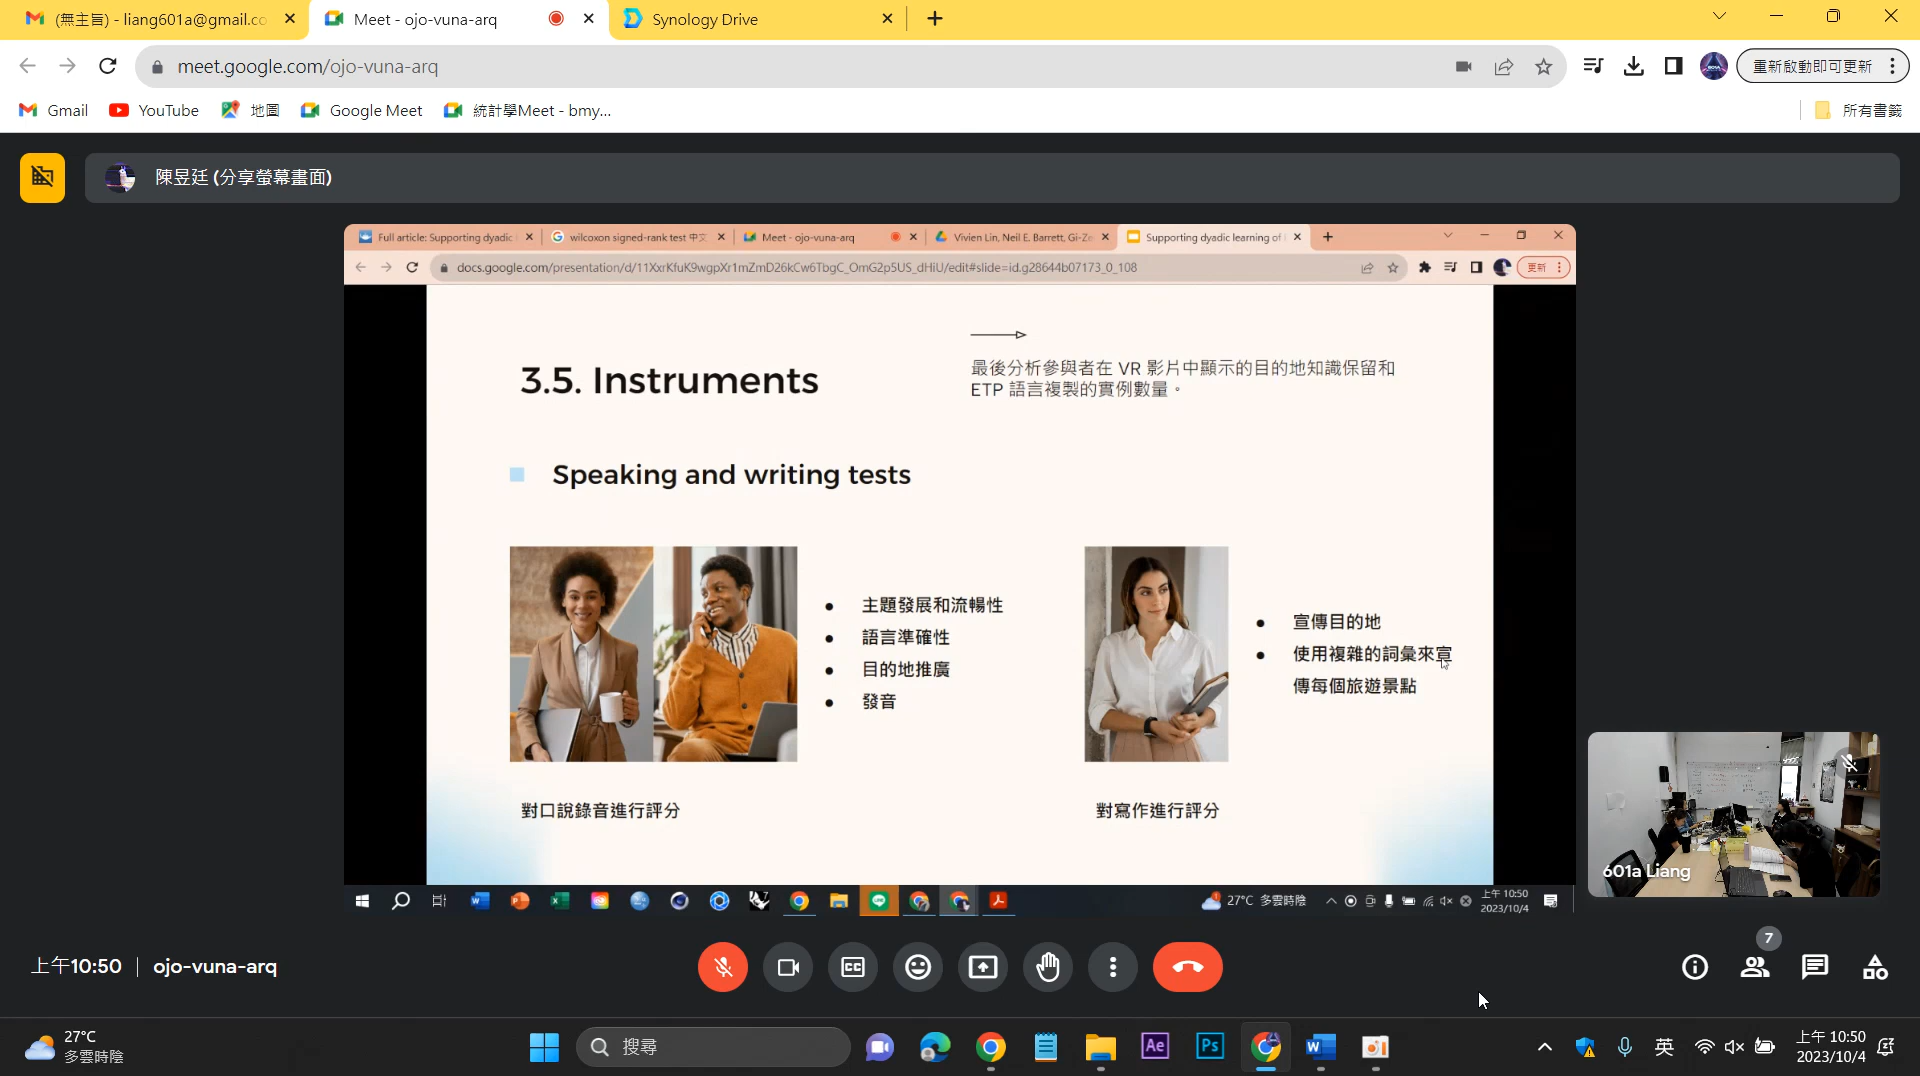 (無主旨) - liang601a@gmail.co
Meet - ojo-vuna-arq
Synology Drive
meet.google.com/ojo-vuna-arq
重新啟動即可更新
Gmail
YouTube
地圖
Google Meet
統計學Meet - bmy...
所有書籤
陳昱廷 (分享螢幕畫面)
Full article: Supporting dyadic
wilcoxon signed-rank test 中文
Meet - ojo-vuna-arq
Vivien Lin, Neil E. Barrett, Gi-Ze
Supporting dyadic learning of
docs.google.com/presentation/d/11XxrKfuK9wgpXr1mZmD26kCw6TbgC_OmG2p5US_dHiU/edit#slide=id.g28644b07173_0_108
更新
3.5. Instruments
最後分析參與者在 VR 影片中顯示的目的地知識保留和
ETP 語言複製的實例數量。
Speaking and writing tests
主題發展和流暢性
語言準確性
目的地推廣
發音
宣傳目的地
使用複雜的詞彙來宣
傳每個旅遊景點
對口說錄音進行評分
對寫作進行評分
601a Liang
27°C 多雲時陰
上午 10:50
2023/10/4
上午10:50
ojo-vuna-arq
7
27°C
多雲時陰
搜尋
Ae
Ps
英
上午 10:50
2023/10/4